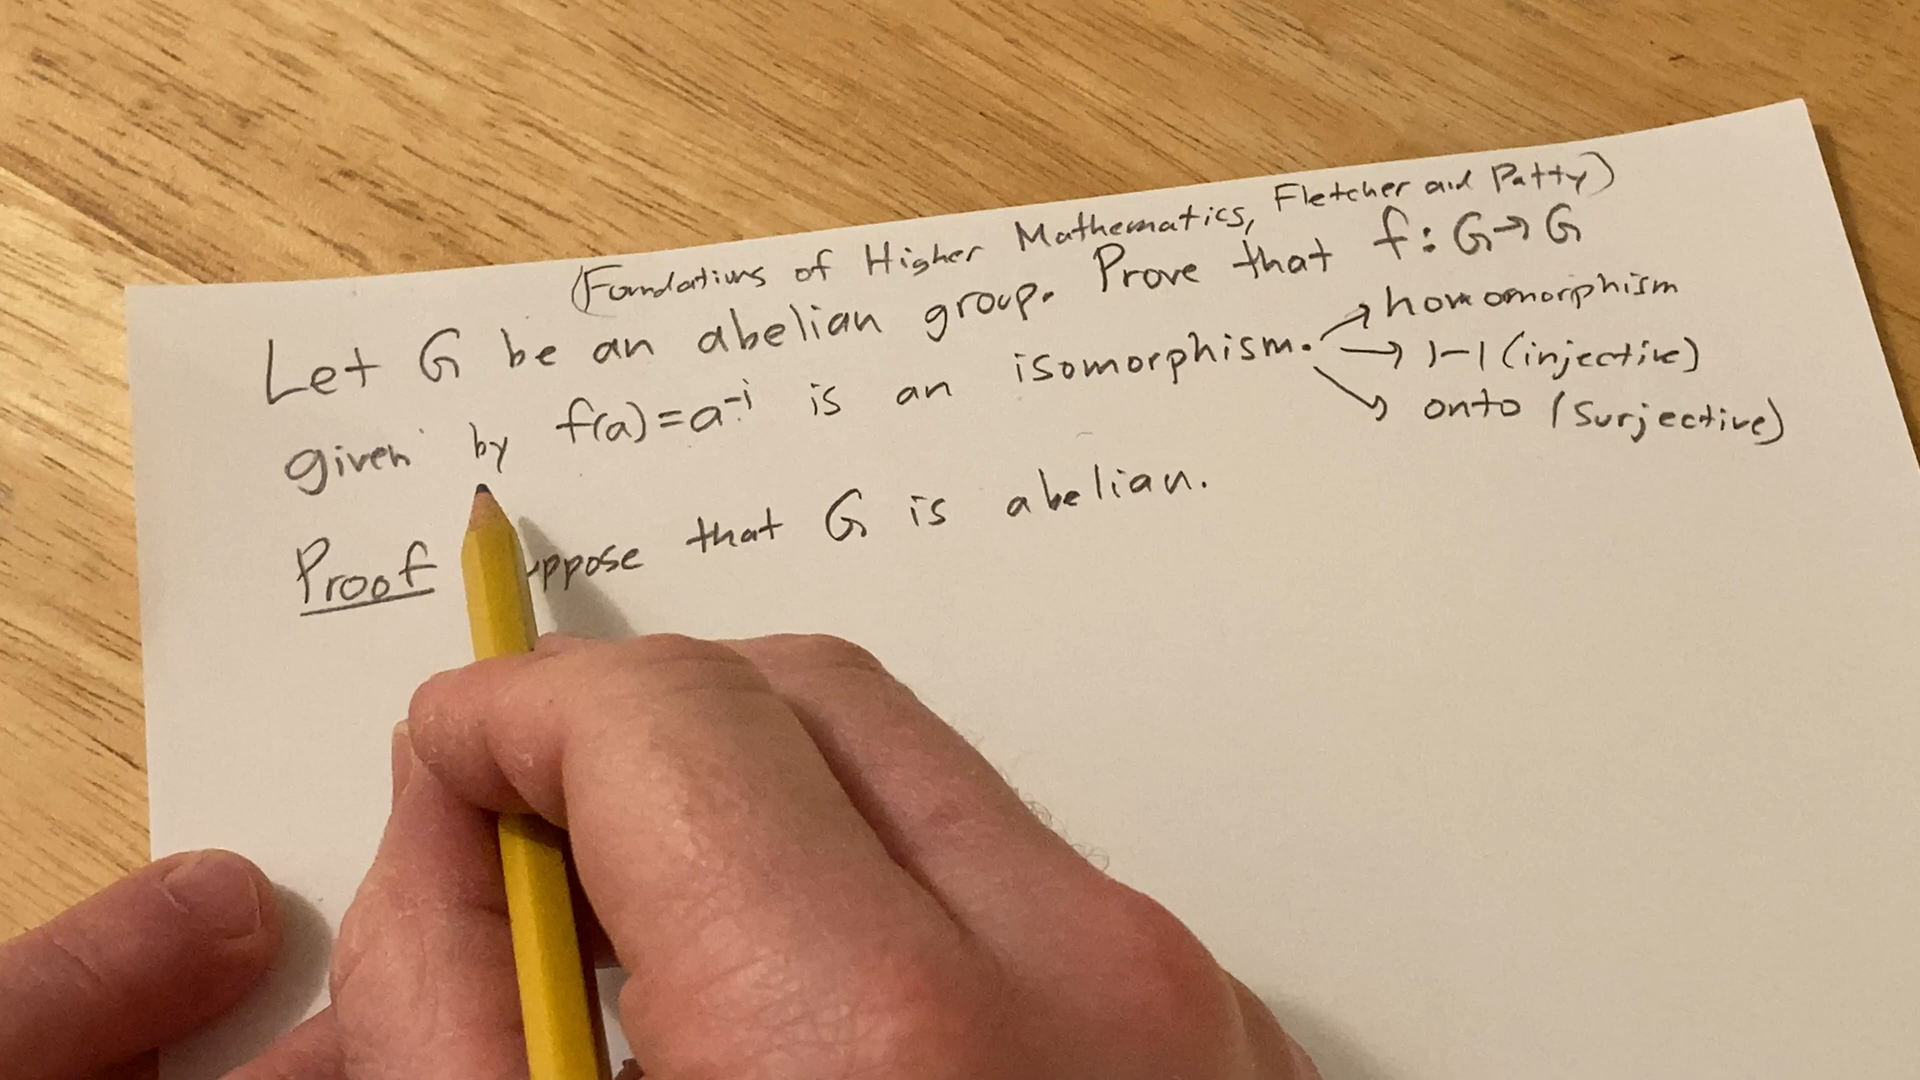 (Foundations of Higher Mathematics, Fletcher and Patty)
Let G be an abelian group. Prove that f: G→G
given by f(a)=a⁻¹ is an isomorphism. → homomorphism
→ 1-1 (injective)
→ onto (surjective)
Proof uppose that G is abelian.